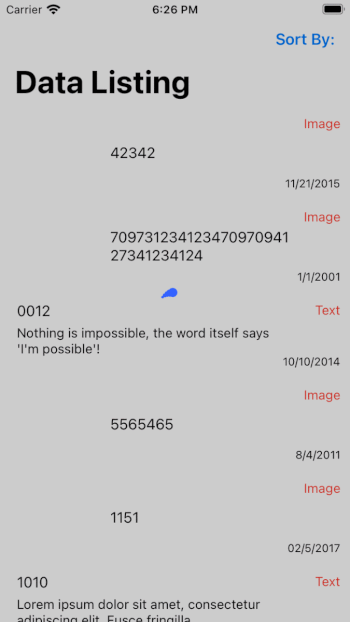 Carrier 6:26 PM
Sort By:
Data Listing
Image
42342
11/21/2015
Image
709731234123470970941
27341234124
1/1/2001
0012 Text
Nothing is impossible, the word itself says
'I'm possible'!
10/10/2014
Image
5565465
8/4/2011
Image
1151
02/5/2017
1010 Text
Lorem ipsum dolor sit amet, consectetur
adipiscing elit. Fusce fringilla